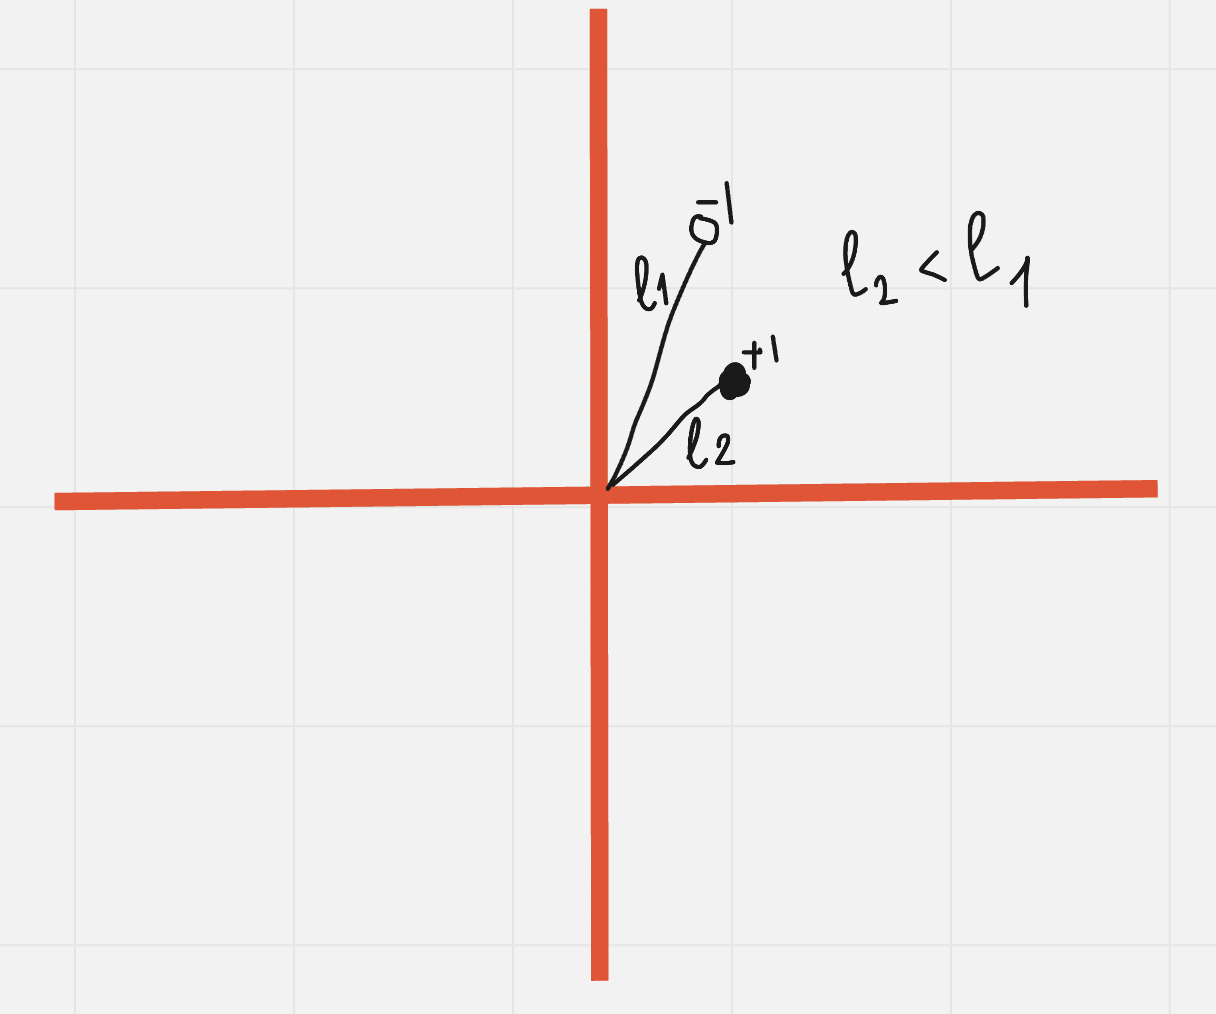 -1
l₂ < l₁
l₁
+1
l₂